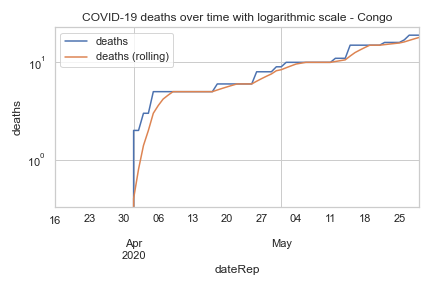 COVID-19 deaths over time with logarithmic scale - Congo
deaths
deaths (rolling)
10¹
10⁰
deaths
16 23 30 06 13 20 27 04 11 18 25
Apr May
2020
dateRep